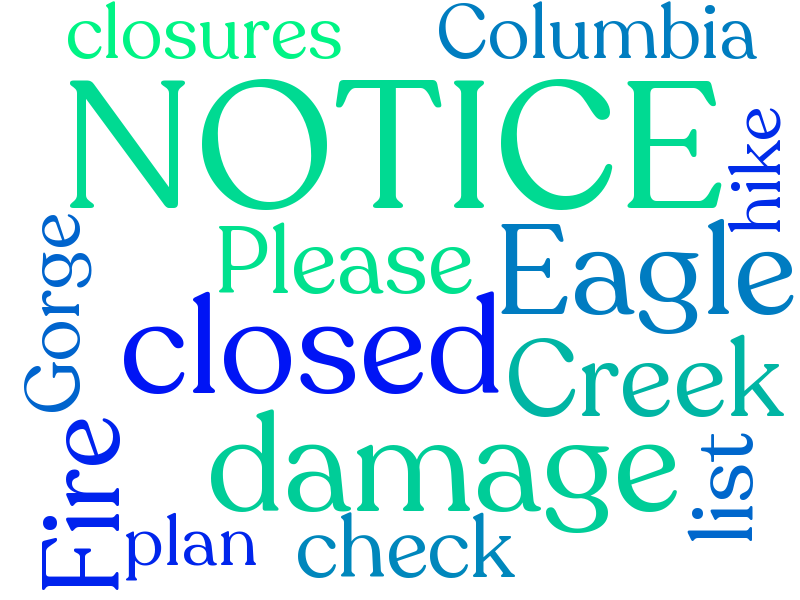 closures
Columbia
NOTICE
hike
Gorge
Please
Eagle
closed
Creek
Fire
damage
list
plan
check